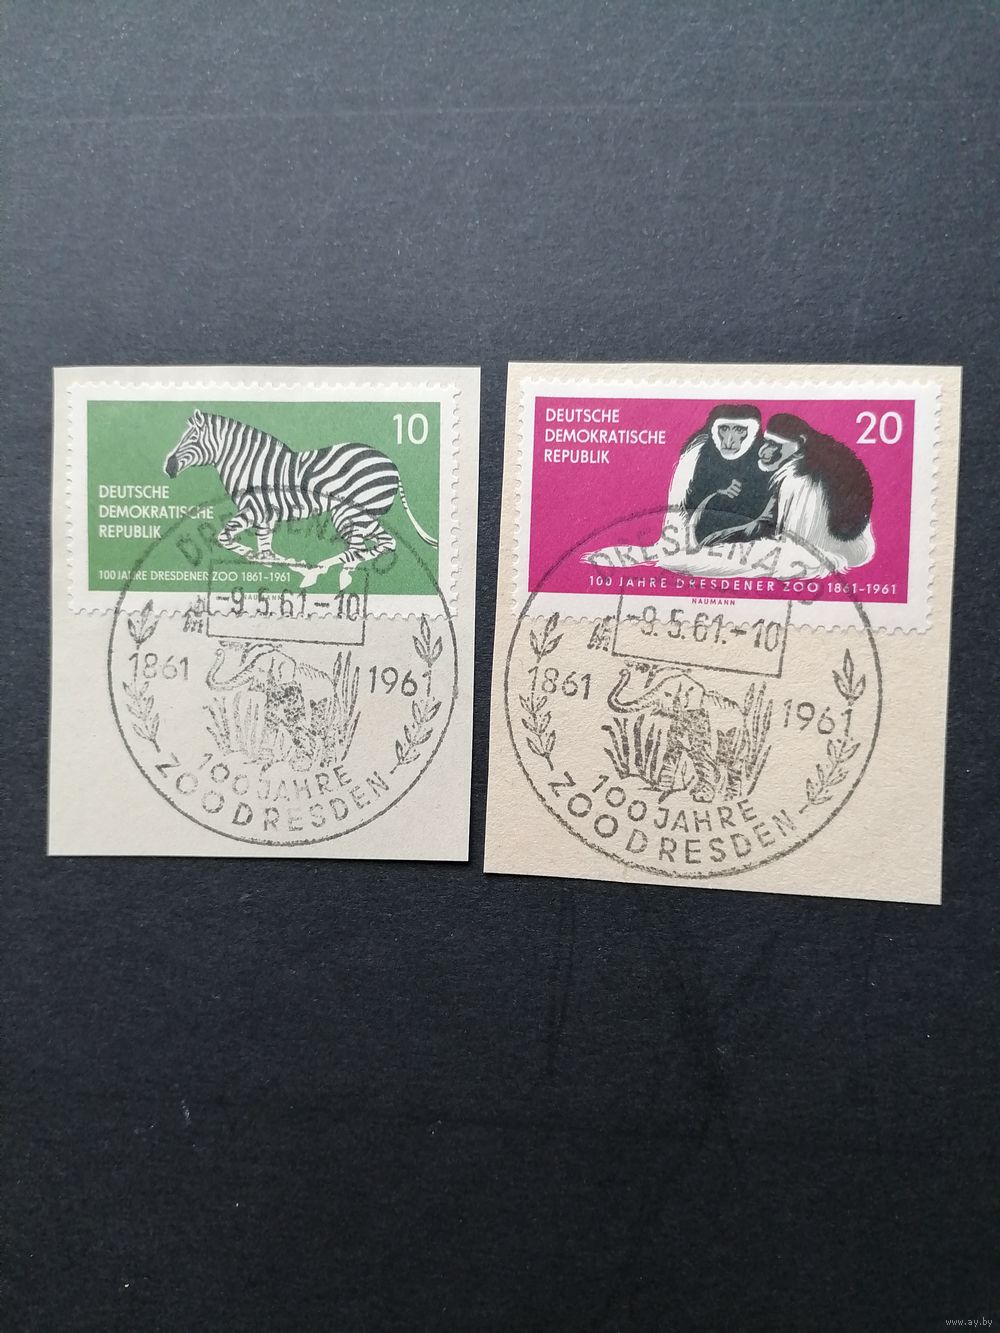 10
DEUTSCHE
DEMOKRATISCHE
REPUBLIK
100 JAHRE DRESDENER ZOO 1861-1961
NAUMANN
DRESDEN A
-9.5.61.-10
1861
1961
100 JAHRE
ZOO DRESDEN
20
DEUTSCHE
DEMOKRATISCHE
REPUBLIK
100 JAHRE DRESDENER ZOO 1861-1961
NAUMANN
DRESDEN A
-9.5.61.-10
1861
1961
100 JAHRE
ZOO DRESDEN
www.ay.by